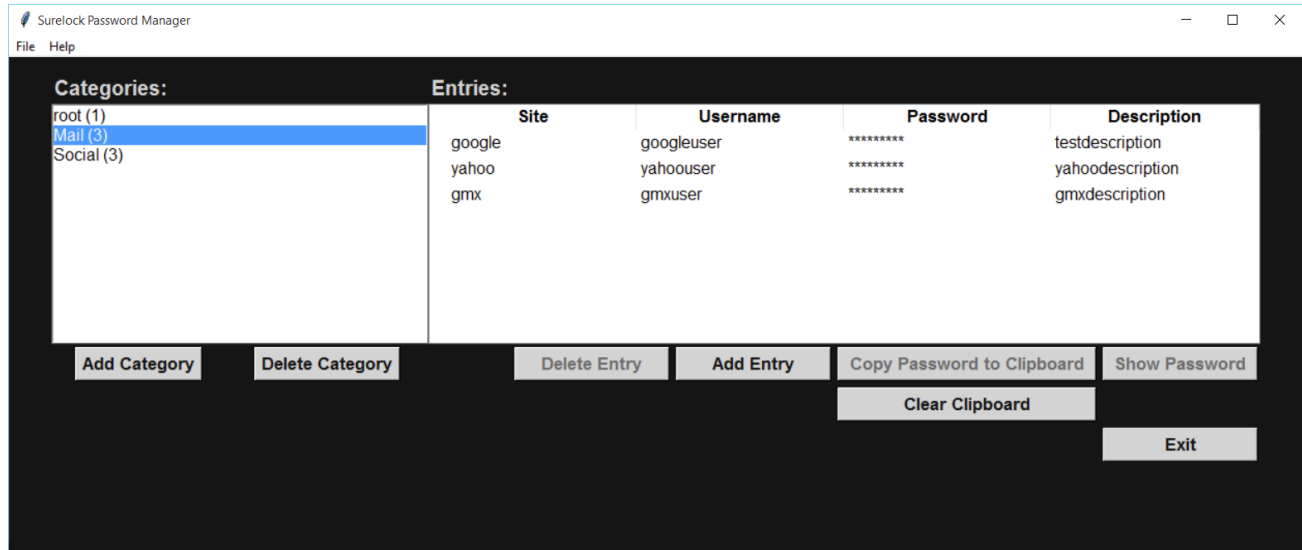 Surelock Password Manager
File Help
Categories:
root (1)
Mail (3)
Social (3)
Add Category Delete Category
Entries:
Site Username Password Description
google googleuser ********* testdescription
yahoo yahoouser ********* yahoodescription
gmx gmxuser ********* gmxdescription
Delete Entry Add Entry Copy Password to Clipboard Show Password
Clear Clipboard
Exit